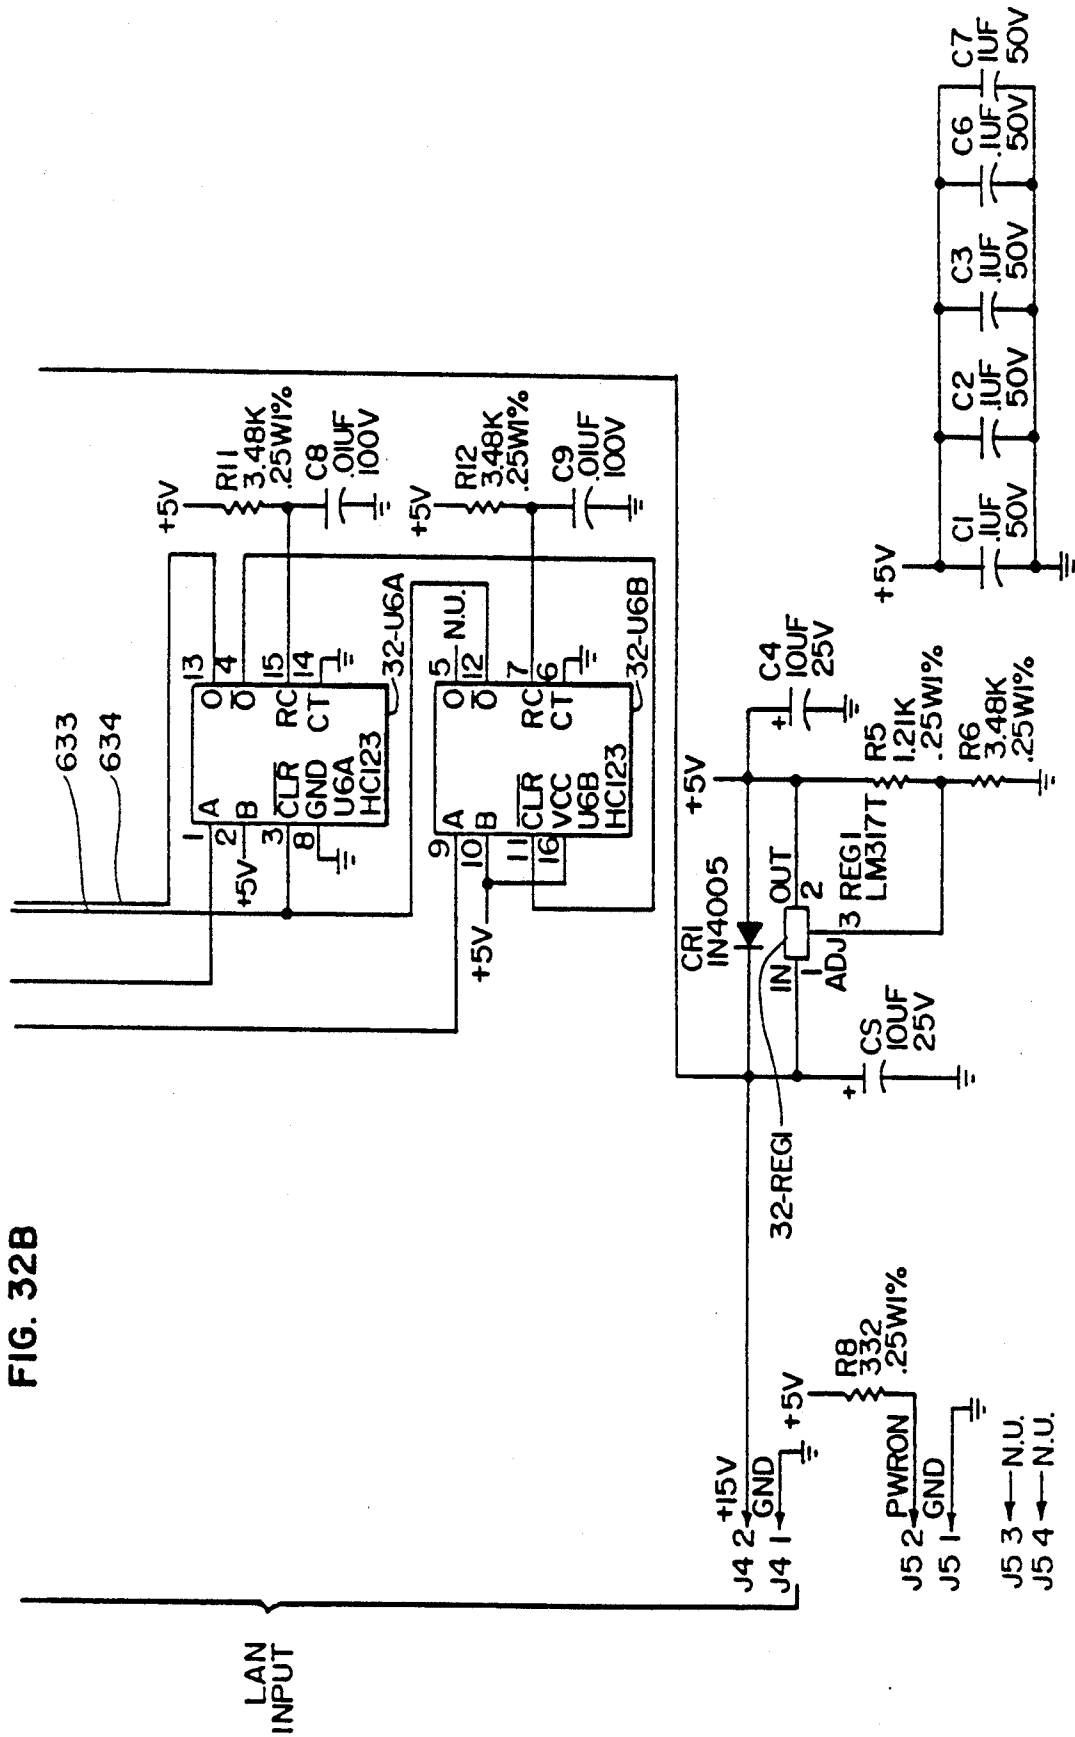 FIG. 32B
LAN
INPUT
633
634
1
A
2
B
+5V
3
CLR
8
GND
U6A
HC123
O
13
O
4
RC
15
CT
14
32-U6A
+5V
R11
3.48K
.25W1%
C8
.01UF
100V
9
A
10
B
+5V
11
CLR
16
VCC
U6B
HC123
O
5
N.U.
O
12
RC
7
CT
6
32-U6B
+5V
R12
3.48K
.25W1%
C9
.01UF
100V
J4 2
+15V
J4 1
GND
+5V
R8
332
.25W1%
J5 2
PWRON
J5 1
GND
J5 3
N.U.
J5 4
N.U.
32-REG1
CR1
IN4005
IN
1
ADJ
OUT
2
3
REG1
LM317T
+
CS
10UF
25V
+5V
+
C4
10UF
25V
R5
1.21K
.25W1%
R6
3.48K
.25W1%
+5V
C1
.1UF
50V
C2
.1UF
50V
C3
.1UF
50V
C6
.1UF
50V
C7
.1UF
50V